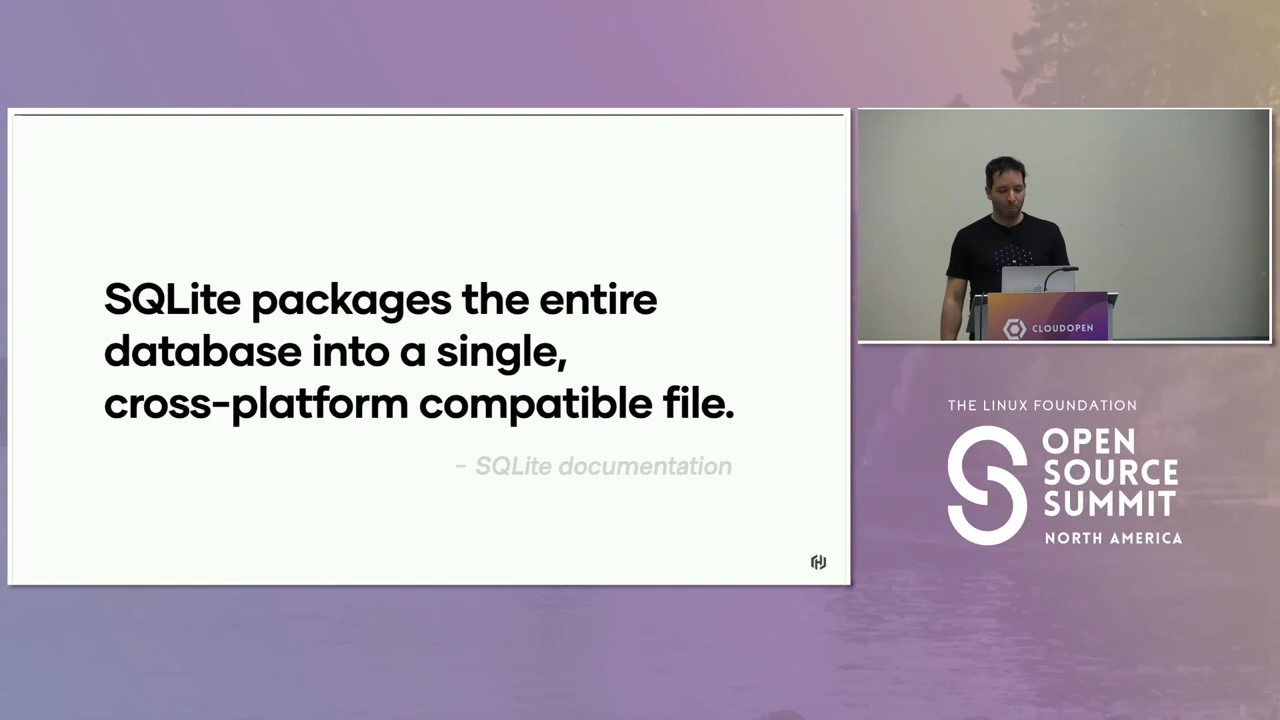 SQLite packages the entire
database into a single,
cross-platform compatible file.
- SQLite documentation
CLOUDOPEN
THE LINUX FOUNDATION
OPEN
SOURCE
SUMMIT
NORTH AMERICA